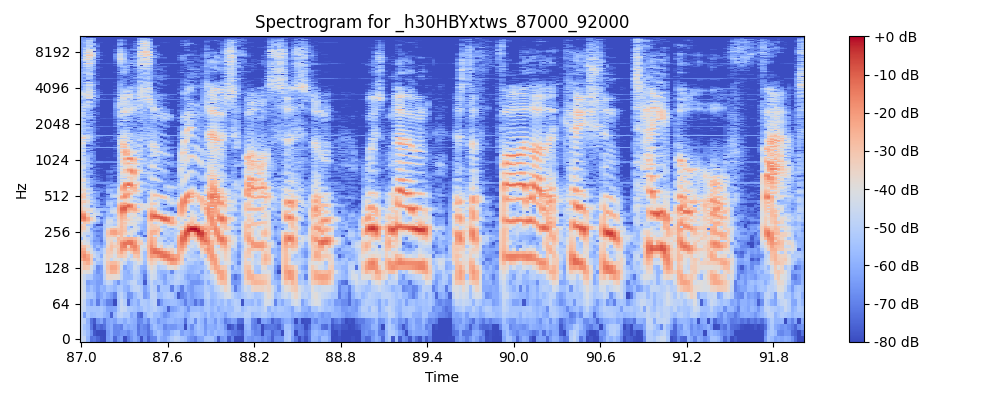 Spectrogram for _h30HBYxtws_87000_92000
Hz
8192
4096
2048
1024
512
256
128
64
0
87.0 87.6 88.2 88.8 89.4 90.0 90.6 91.2 91.8
Time
+0 dB
-10 dB
-20 dB
-30 dB
-40 dB
-50 dB
-60 dB
-70 dB
-80 dB